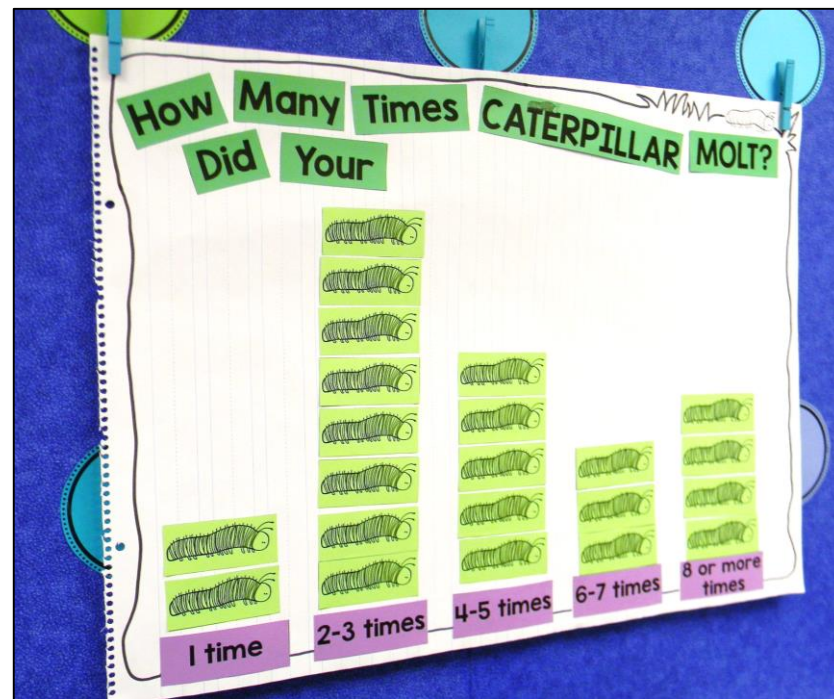 How Many Times CATERPILLAR MOLT?
Did Your
1 time
2-3 times
4-5 times
6-7 times
8 or more
times